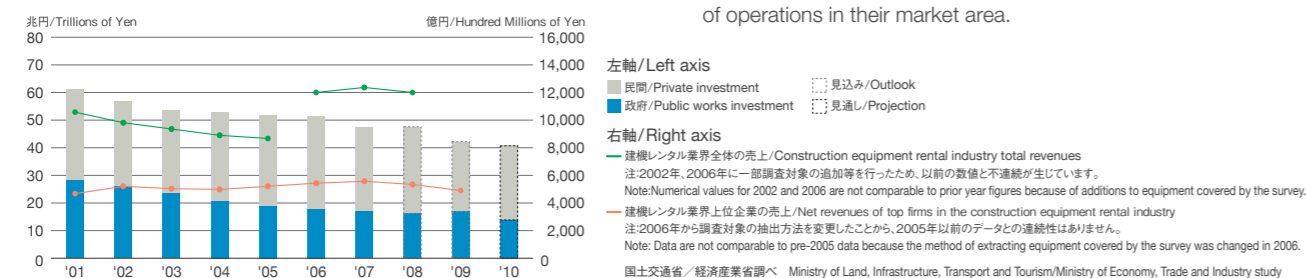 of operations in their market area.
兆円/Trillions of Yen
億円/Hundred Millions of Yen
80
70
60
50
40
30
20
10
0
16,000
14,000
12,000
10,000
8,000
6,000
4,000
2,000
0
'01 '02 '03 '04 '05 '06 '07 '08 '09 '10
左軸/Left axis
民間/Private investment
見込み/Outlook
政府/Public works investment
見通し/Projection
右軸/Right axis
建機レンタル業界全体の売上/Construction equipment rental industry total revenues
注:2002年、2006年に一部調査対象の追加等を行ったため、以前の数値と不連続が生じています。
Note:Numerical values for 2002 and 2006 are not comparable to prior year figures because of additions to equipment covered by the survey.
建機レンタル業界上位企業の売上/Net revenues of top firms in the construction equipment rental industry
注:2006年から調査対象の抽出方法を変更したことから、2005年以前のデータとの連続性はありません。
Note: Data are not comparable to pre-2005 data because the method of extracting equipment covered by the survey was changed in 2006.
国土交通省／経済産業省調べ Ministry of Land, Infrastructure, Transport and Tourism/Ministry of Economy, Trade and Industry study